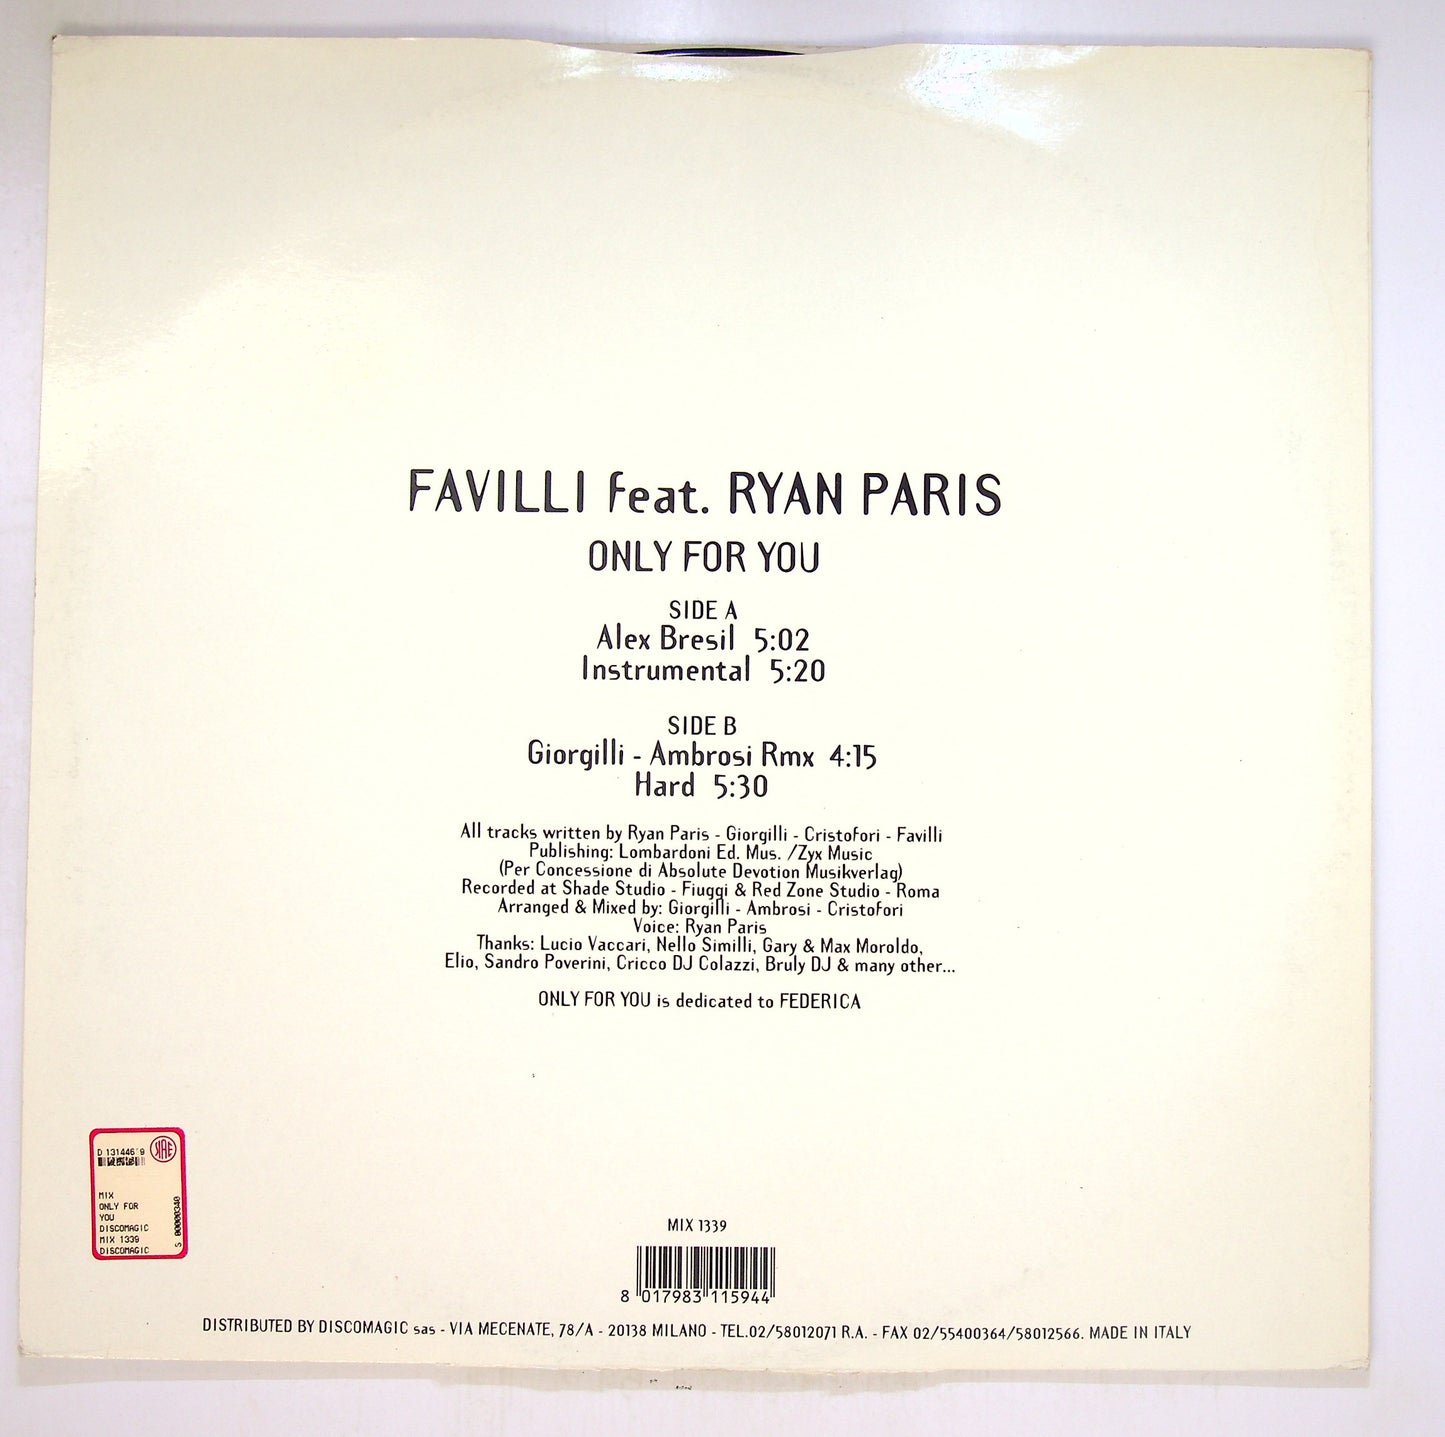 FAVILLI feat. RYAN PARIS
ONLY FOR YOU
SIDE A
Alex Bresil 5:02
Instrumental 5:20
SIDE B
Giorgilli - Ambrosi Rmx 4:15
Hard 5:30
All tracks written by Ryan Paris - Giorgilli - Cristofori - Favilli
Publishing: Lombardoni Ed. Mus. /Zyx Music
(Per Concessione di Absolute Devotion Musikverlag)
Recorded at Shade Studio - Fiuggi & Red Zone Studio - Roma
Arranged & Mixed by: Giorgilli - Ambrosi - Cristofori
Voice: Ryan Paris
Thanks: Lucio Vaccari, Nello Similli, Gary & Max Moroldo,
Elio, Sandro Poverini, Cricco DJ Colazzi, Bruly DJ & many other...
ONLY FOR YOU is dedicated to FEDERICA
D
MIX
ONLY FOR
YOU
DISCOMAGIC
MIX 1339
DISCOMAGIC
S 00000340
MIX 1339
8 017983 115944
DISTRIBUTED BY DISCOMAGIC sas - VIA MECENATE, 78/A - 20138 MILANO - TEL.02/58012071 R.A. - FAX 02/55400364/58012566. MADE IN ITALY